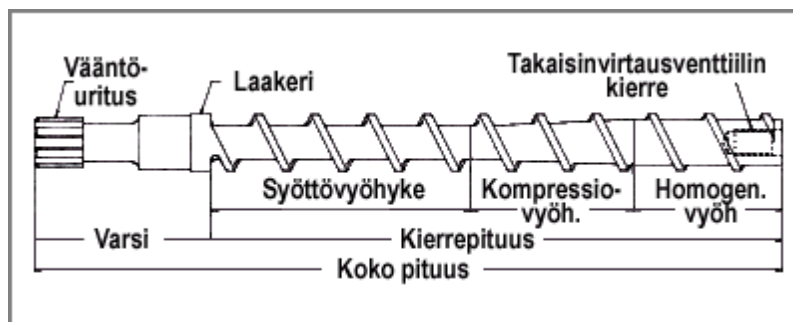 Vääntö-
uritus
Laakeri
Takaisinvirtausventtiilin
kierre
Syöttövyöhyke
Kompressio-
vyöh.
Homogen.
vyöh
Varsi
Kierrepituus
Koko pituus